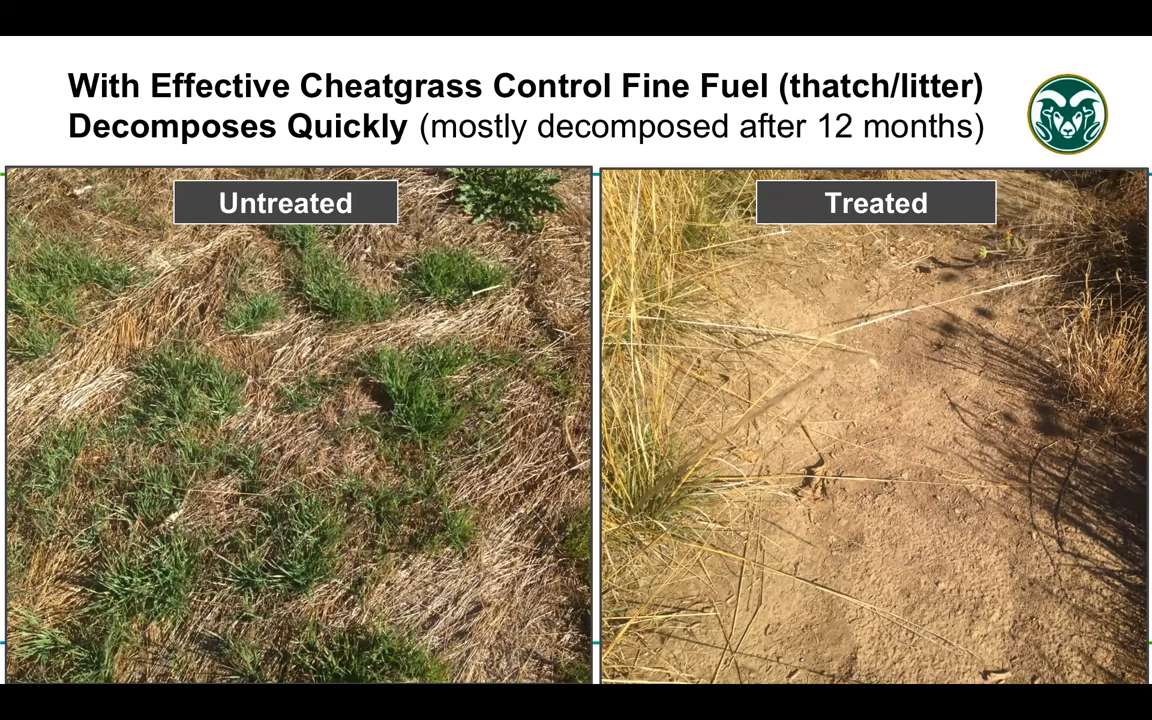 With Effective Cheatgrass Control Fine Fuel (thatch/litter)
Decomposes Quickly (mostly decomposed after 12 months)
Untreated
Treated